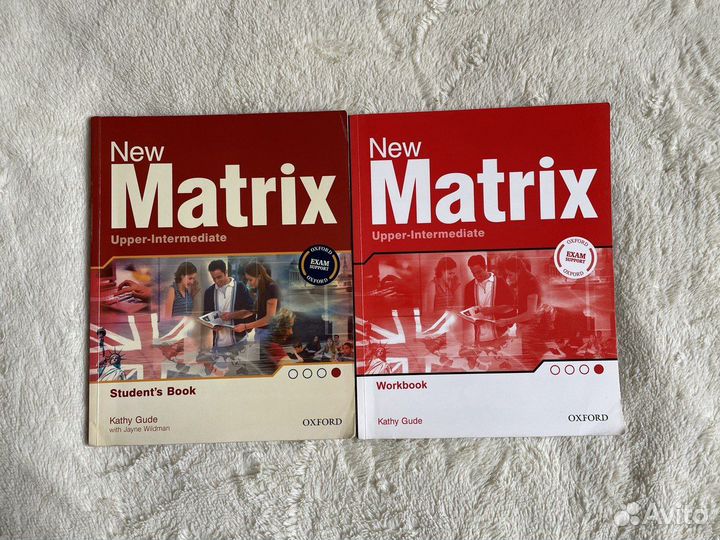 New
Matrix
Upper-Intermediate
OXFORD
EXAM
SUPPORT
OXFORD
Student's Book
Kathy Gude
with Jayne Wildman
OXFORD
New
Matrix
Upper-Intermediate
OXFORD
EXAM
SUPPORT
OXFORD
Workbook
Kathy Gude
OXFORD
Avito